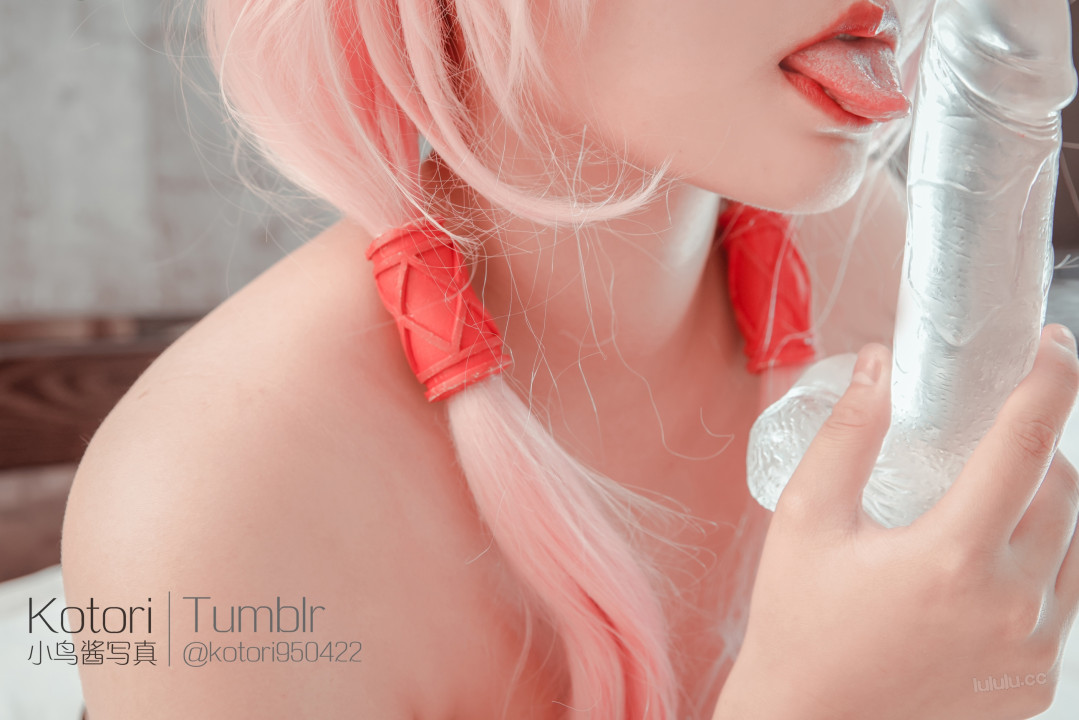 Kotori | Tumblr
小鸟酱写真 | @kotori950422
lululu.cc